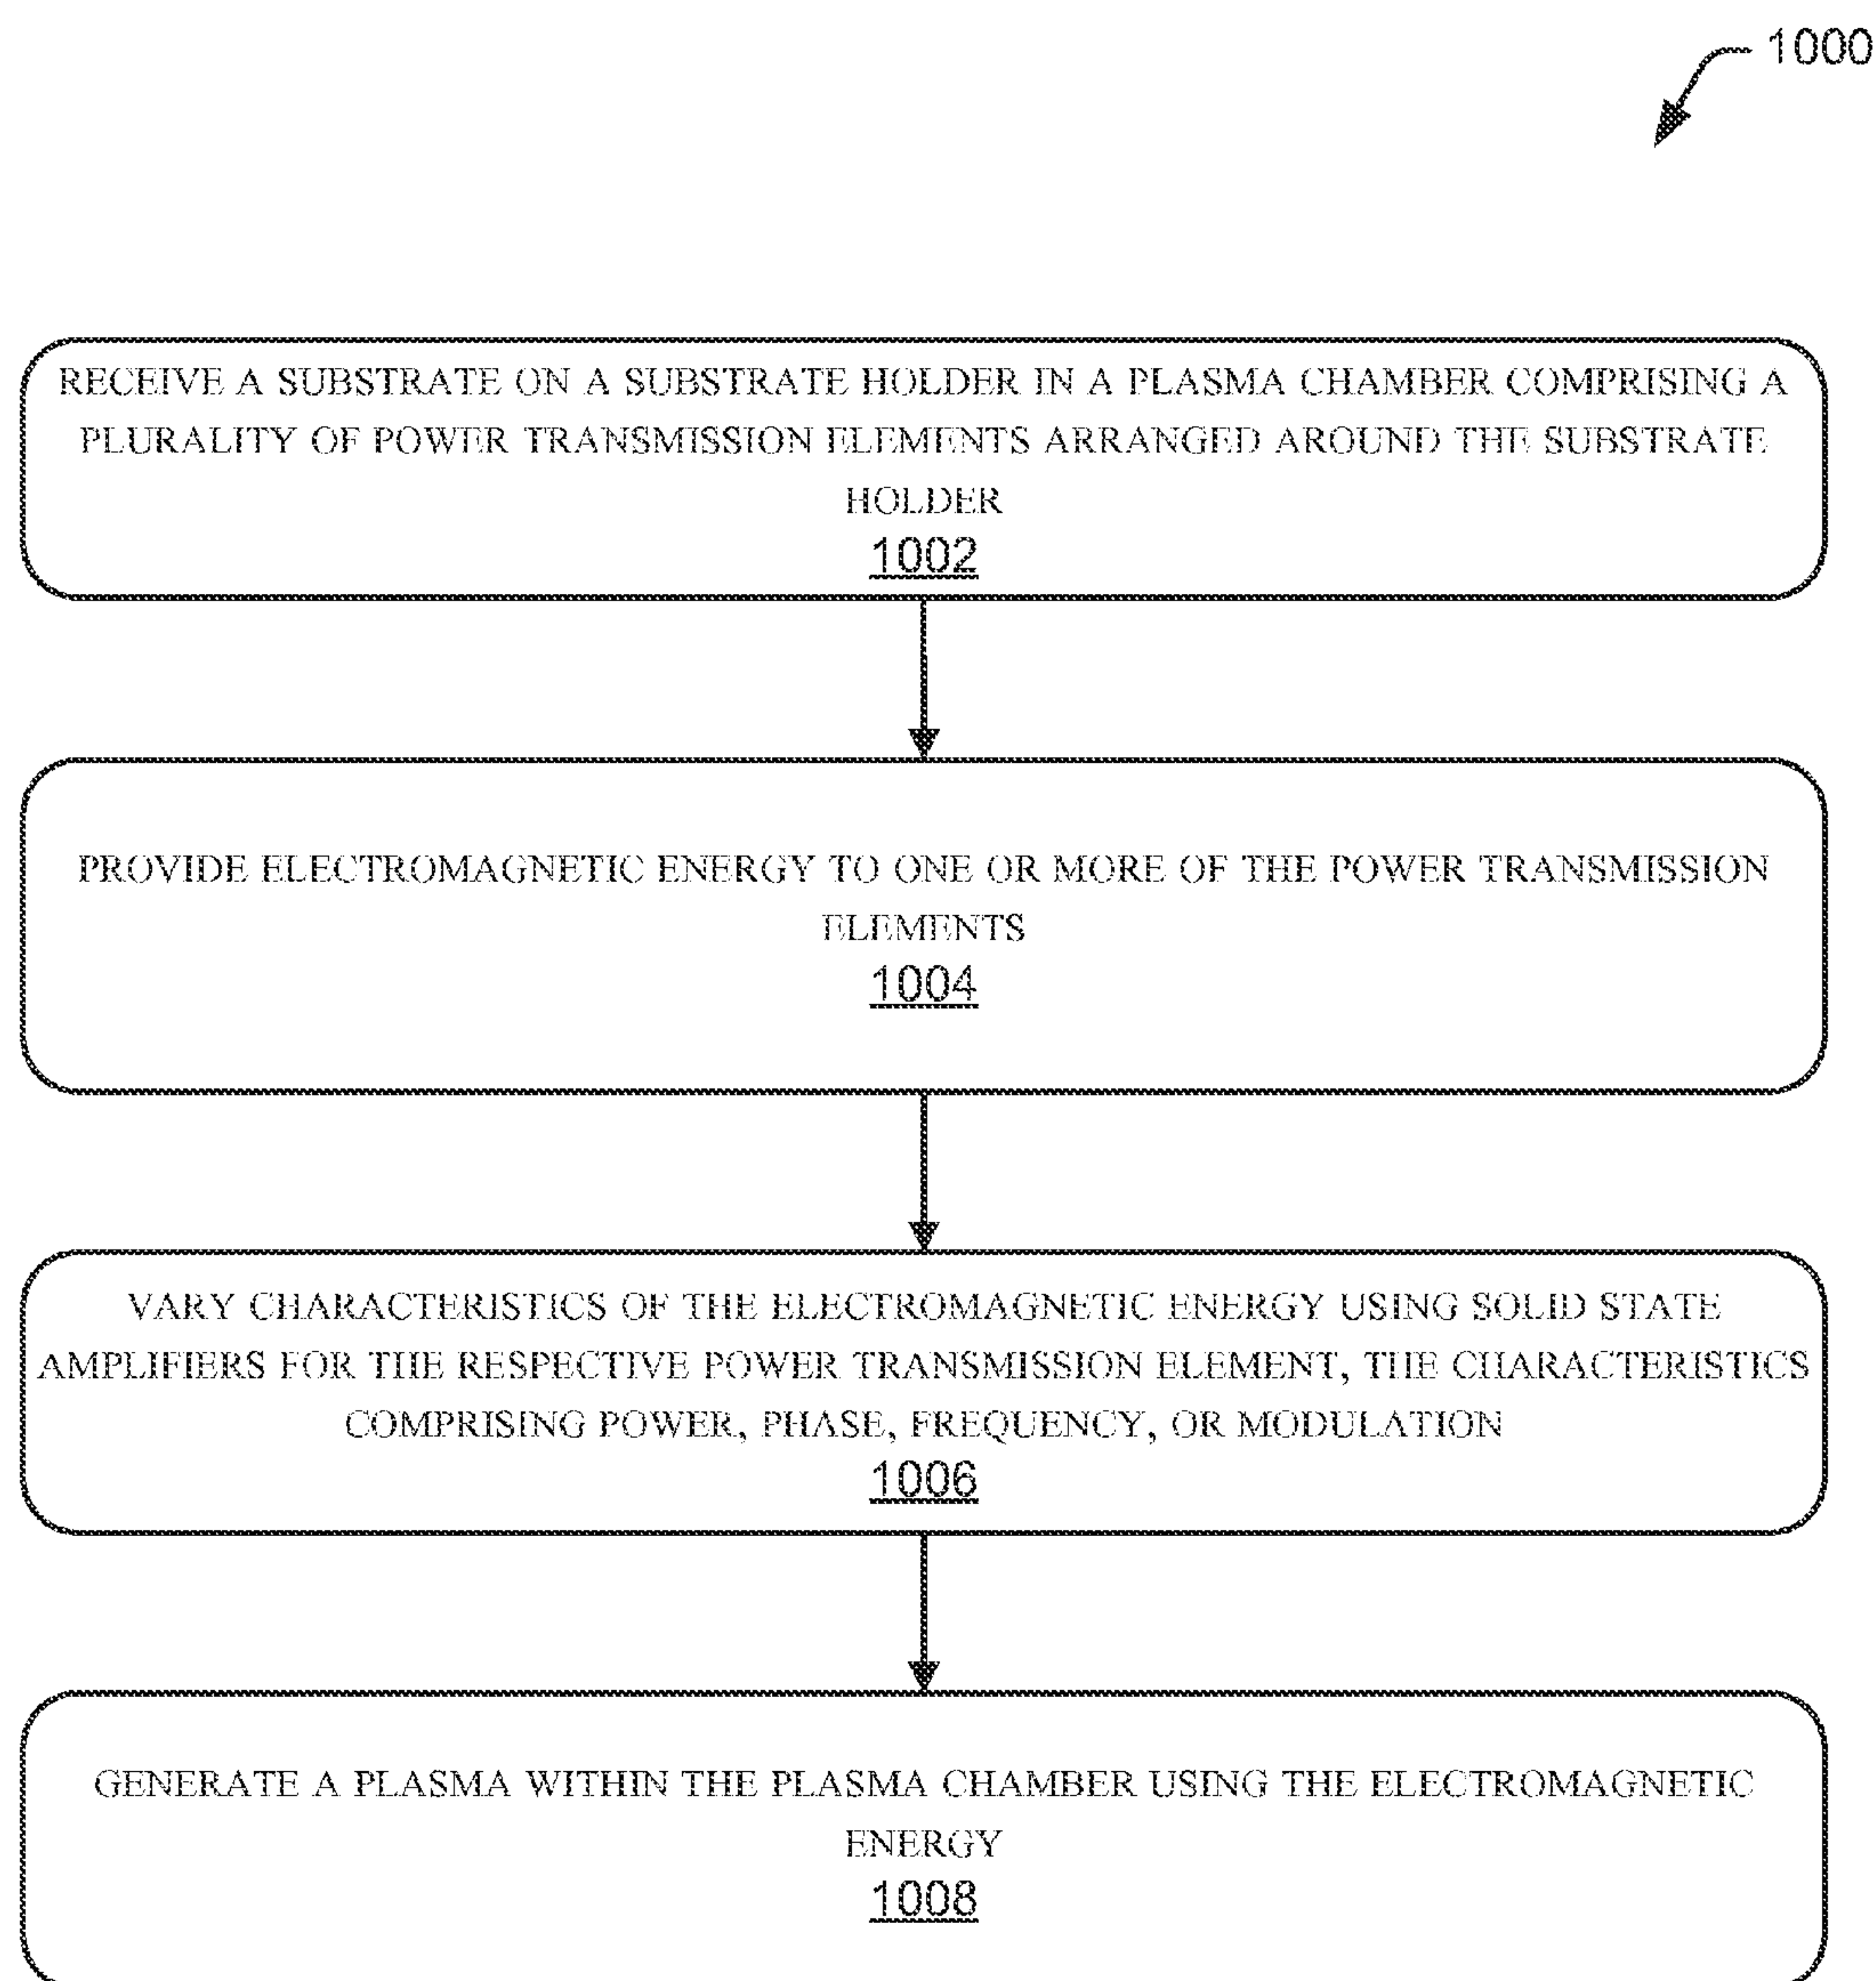 1000
RECEIVE A SUBSTRATE ON A SUBSTRATE HOLDER IN A PLASMA CHAMBER COMPRISING A
PLURALITY OF POWER TRANSMISSION ELEMENTS ARRANGED AROUND THE SUBSTRATE
HOLDER
1002
PROVIDE ELECTROMAGNETIC ENERGY TO ONE OR MORE OF THE POWER TRANSMISSION
ELEMENTS
1004
VARY CHARACTERISTICS OF THE ELECTROMAGNETIC ENERGY USING SOLID STATE
AMPLIFIERS FOR THE RESPECTIVE POWER TRANSMISSION ELEMENT, THE CHARACTERISTICS
COMPRISING POWER, PHASE, FREQUENCY, OR MODULATION
1006
GENERATE A PLASMA WITHIN THE PLASMA CHAMBER USING THE ELECTROMAGNETIC
ENERGY
1008